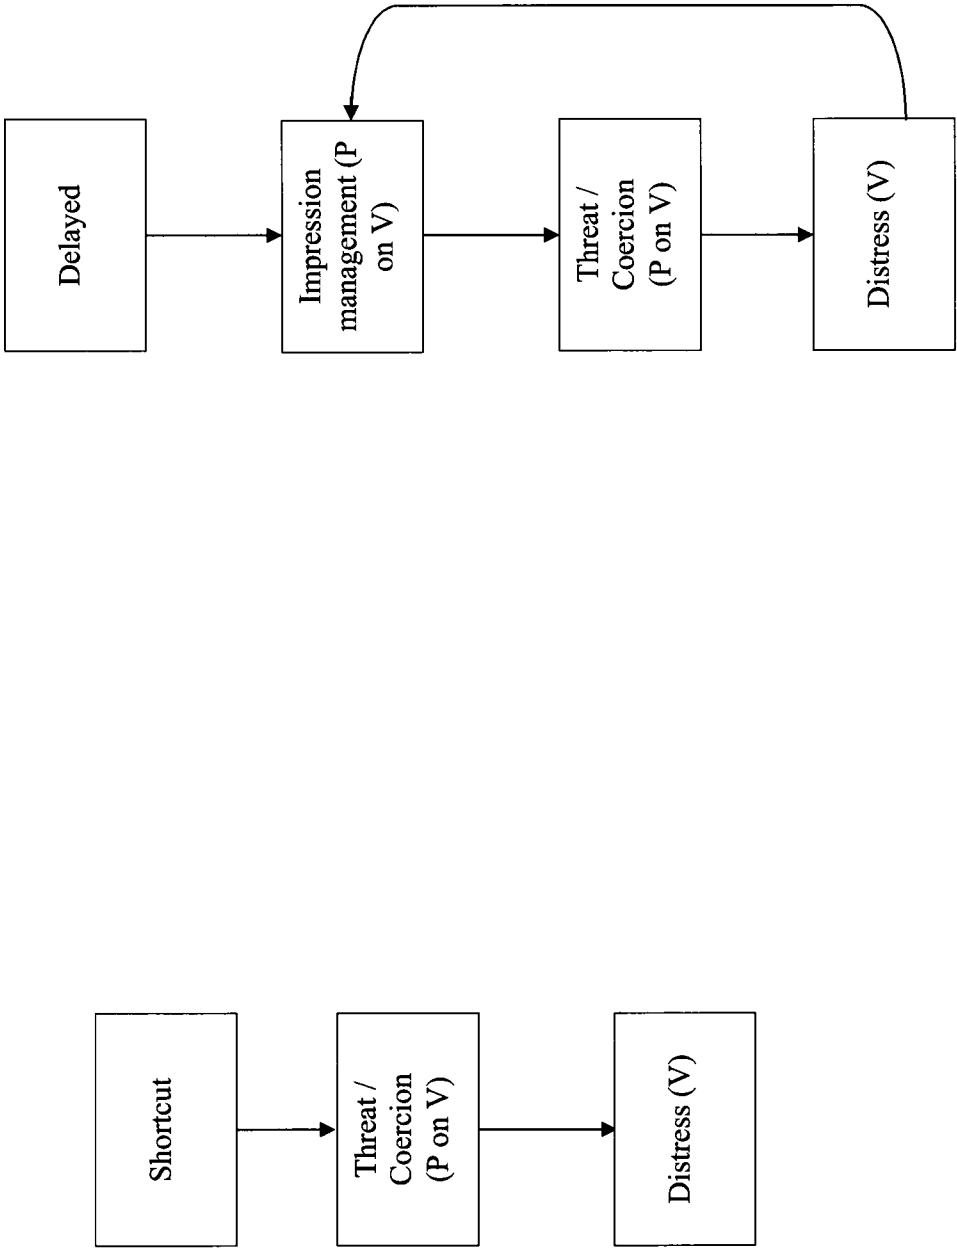 Shortcut
Threat /
Coercion
(P on V)
Distress (V)
Delayed
Impression
management (P
on V)
Threat /
Coercion
(P on V)
Distress (V)